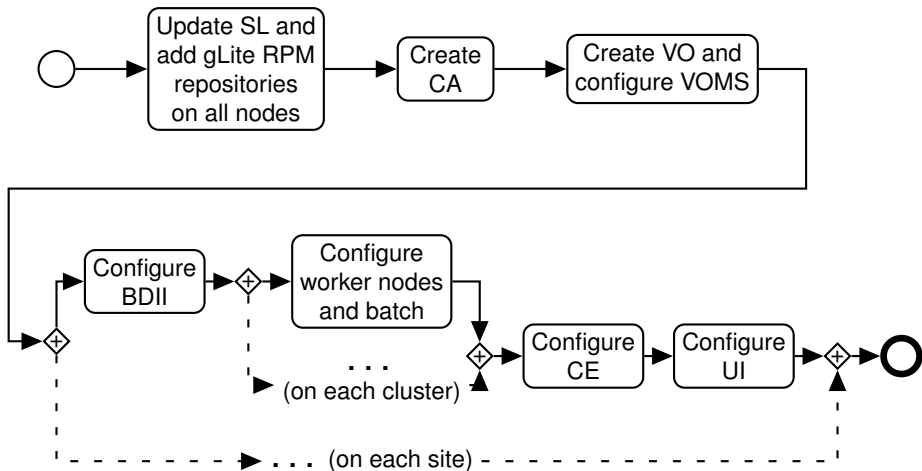 Update SL and
add gLite RPM
repositories
on all nodes
Create
CA
Create VO and
configure VOMS
Configure
BDII
Configure
worker nodes
and batch
. . .
(on each cluster)
Configure
CE
Configure
UI
. . . (on each site)